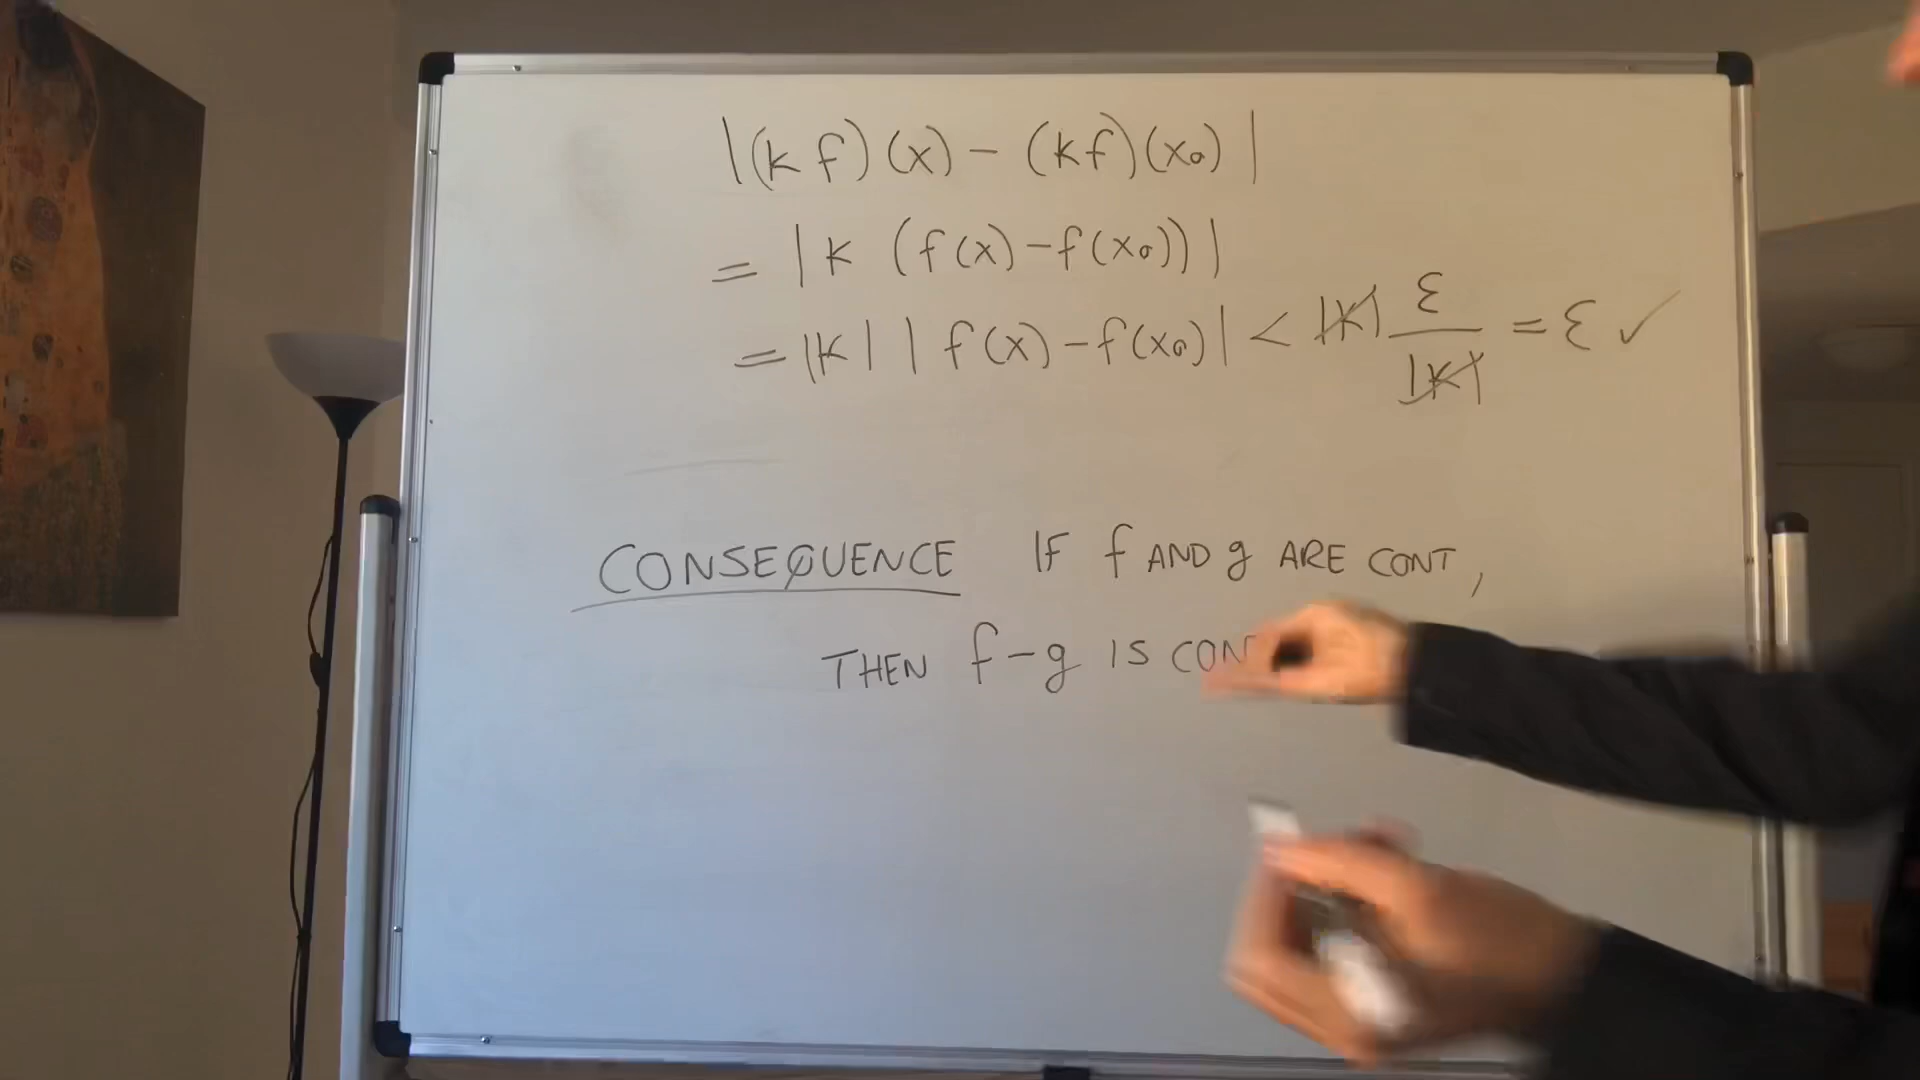 |(kf)(x) - (kf)(x₀)|
= |k (f(x) - f(x₀))|
= |k| |f(x) - f(x₀)| < |k| ε/|k| = ε ✓
CONSEQUENCE IF f AND g ARE CONT,
THEN f-g IS